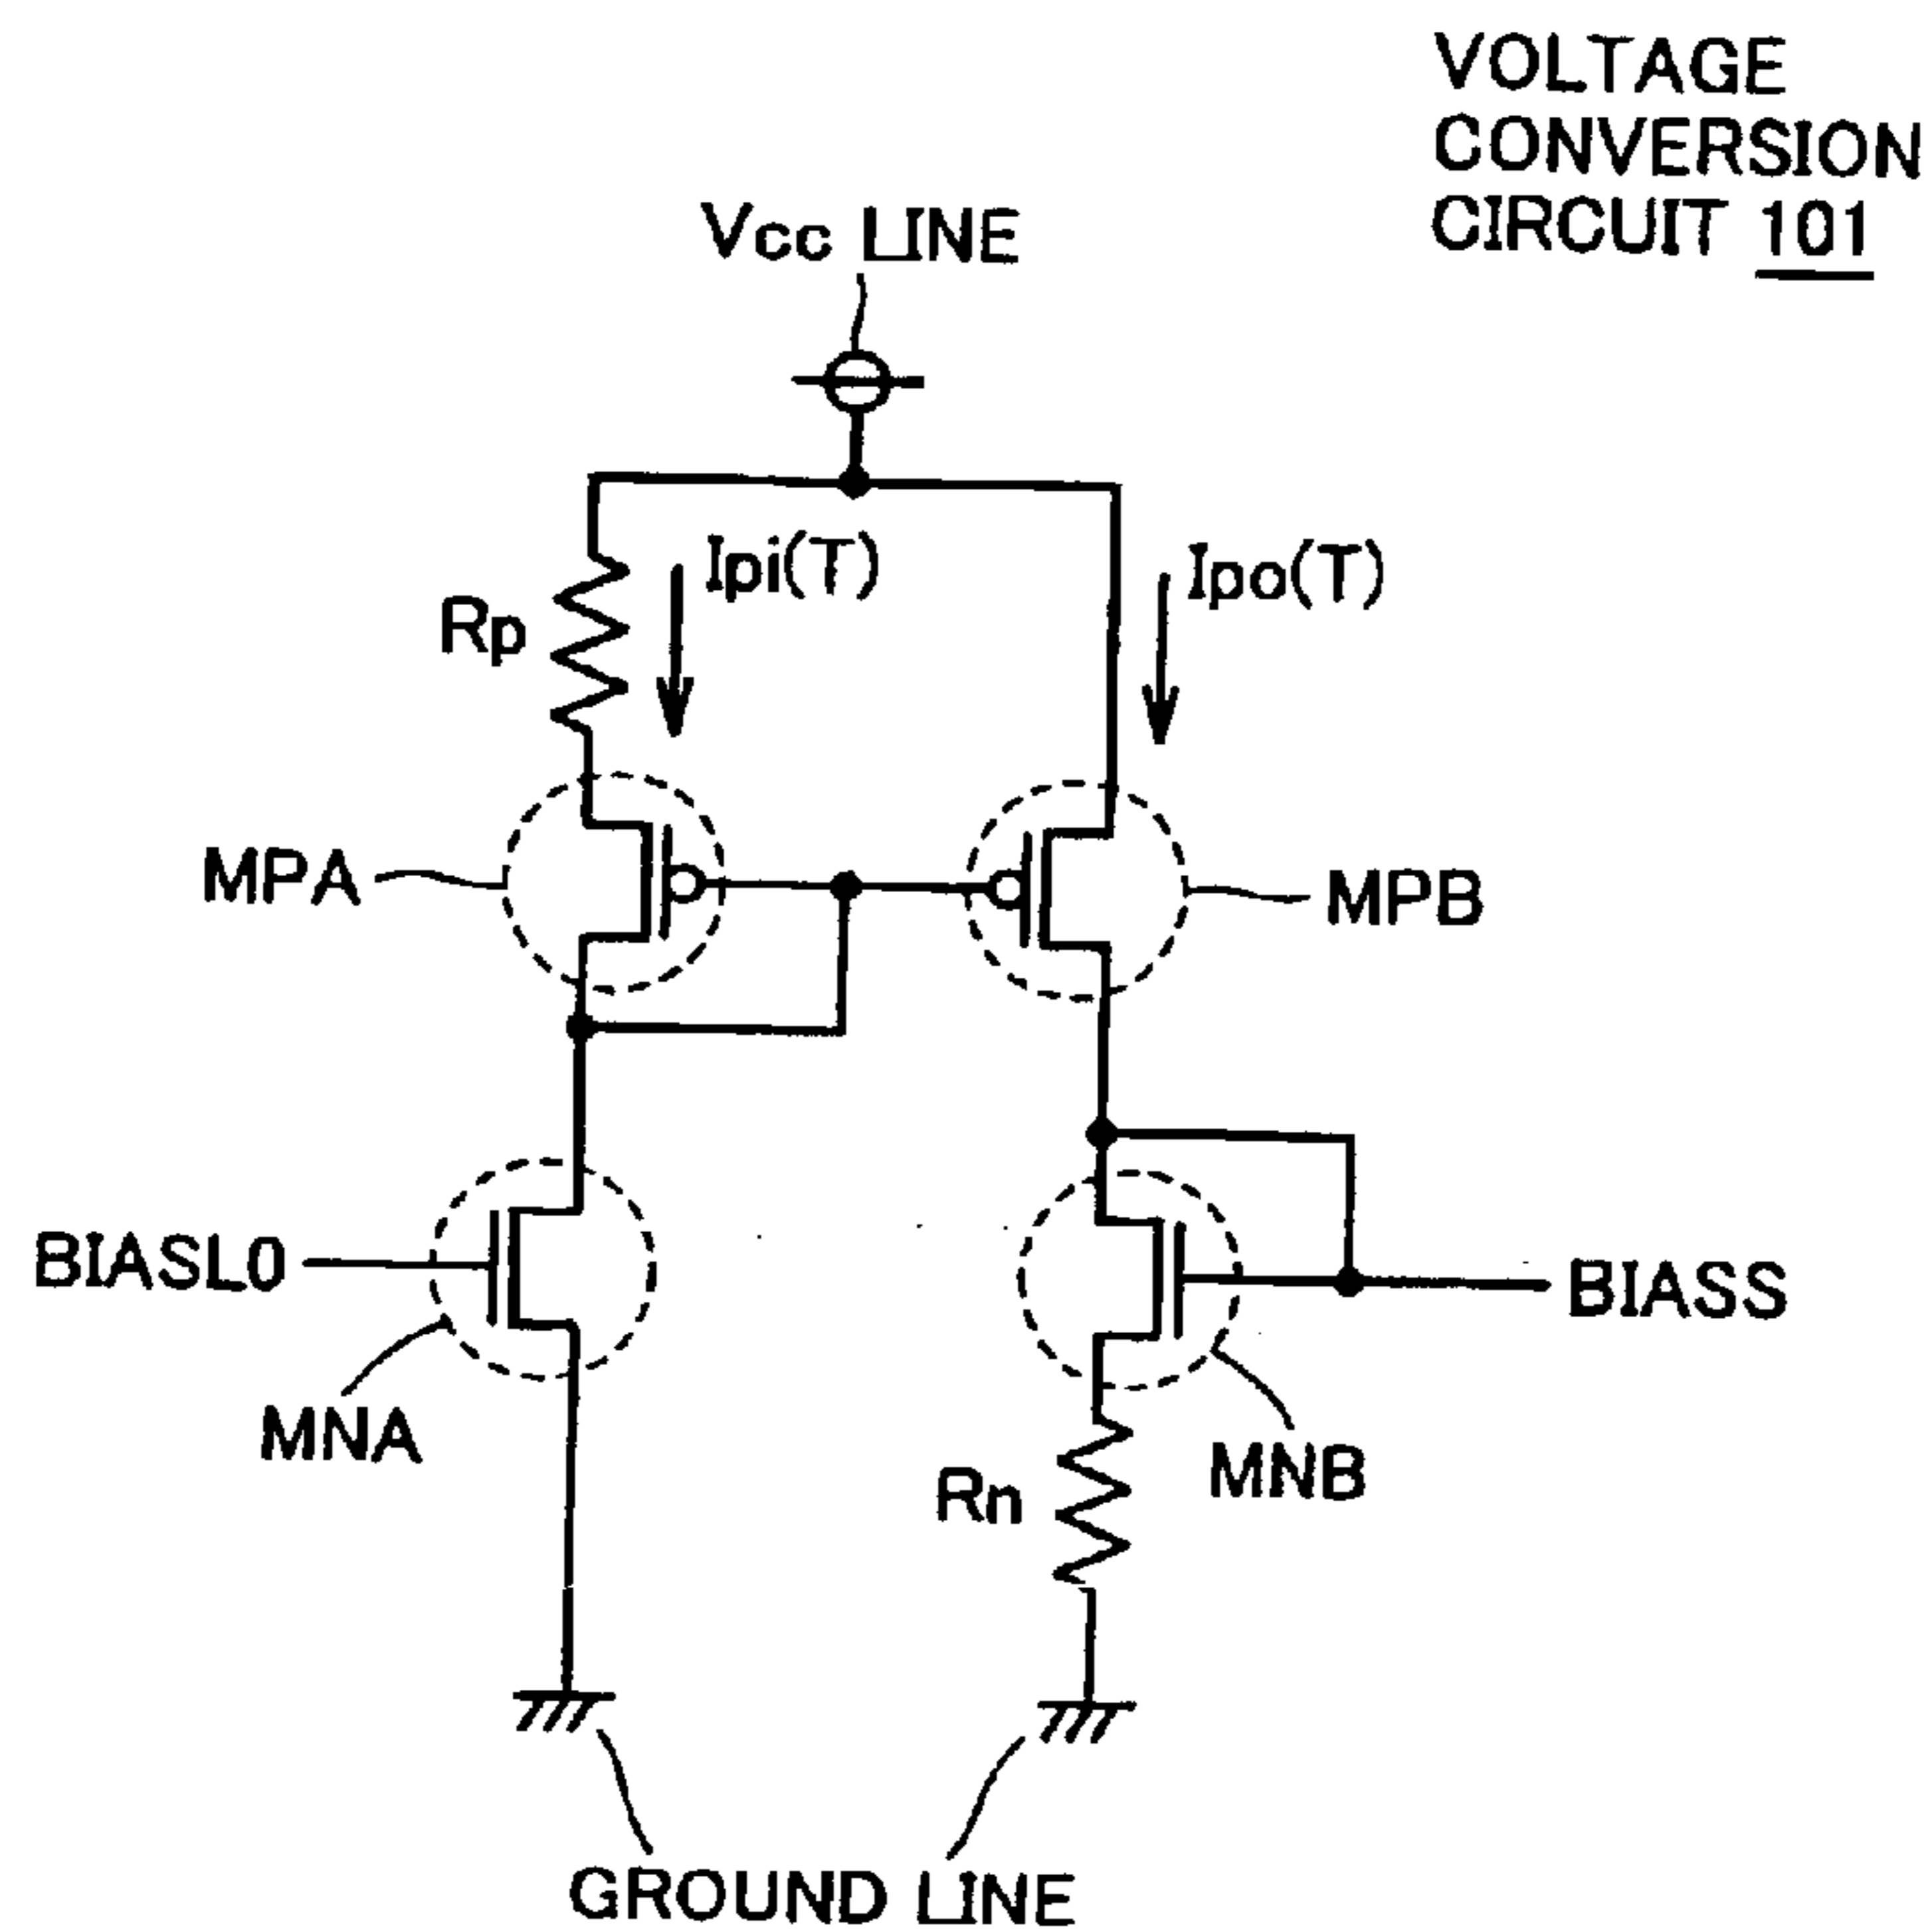 VOLTAGE
CONVERSION
CIRCUIT 101
Vcc LINE
Ipi(T)
Ipo(T)
Rp
MPA
MPB
BIASL0
BIASS
MNA
MNB
Rn
GROUND LINE